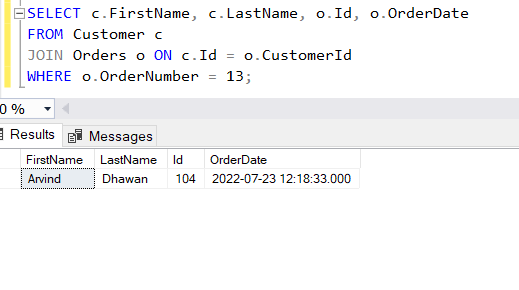 SELECT c.FirstName, c.LastName, o.Id, o.OrderDate
FROM Customer c
JOIN Orders o ON c.Id = o.CustomerId
WHERE o.OrderNumber = 13;
0 %
Results Messages
FirstName LastName Id OrderDate
Arvind Dhawan 104 2022-07-23 12:18:33.000